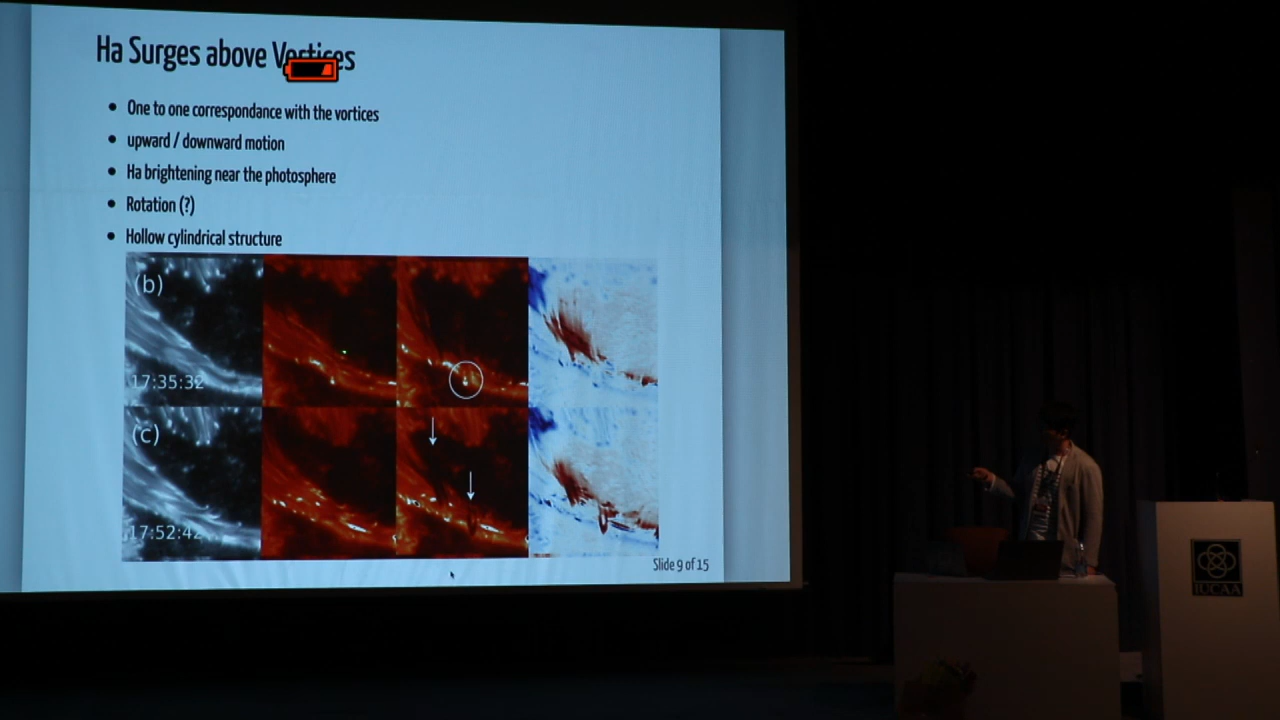 Ha Surges above Vortices
One to one correspondance with the vortices
upward / downward motion
Ha brightening near the photosphere
Rotation (?)
Hollow cylindrical structure
(b)
17:35:32
(c)
17:52:42
Slide 9 of 15
IUCAA